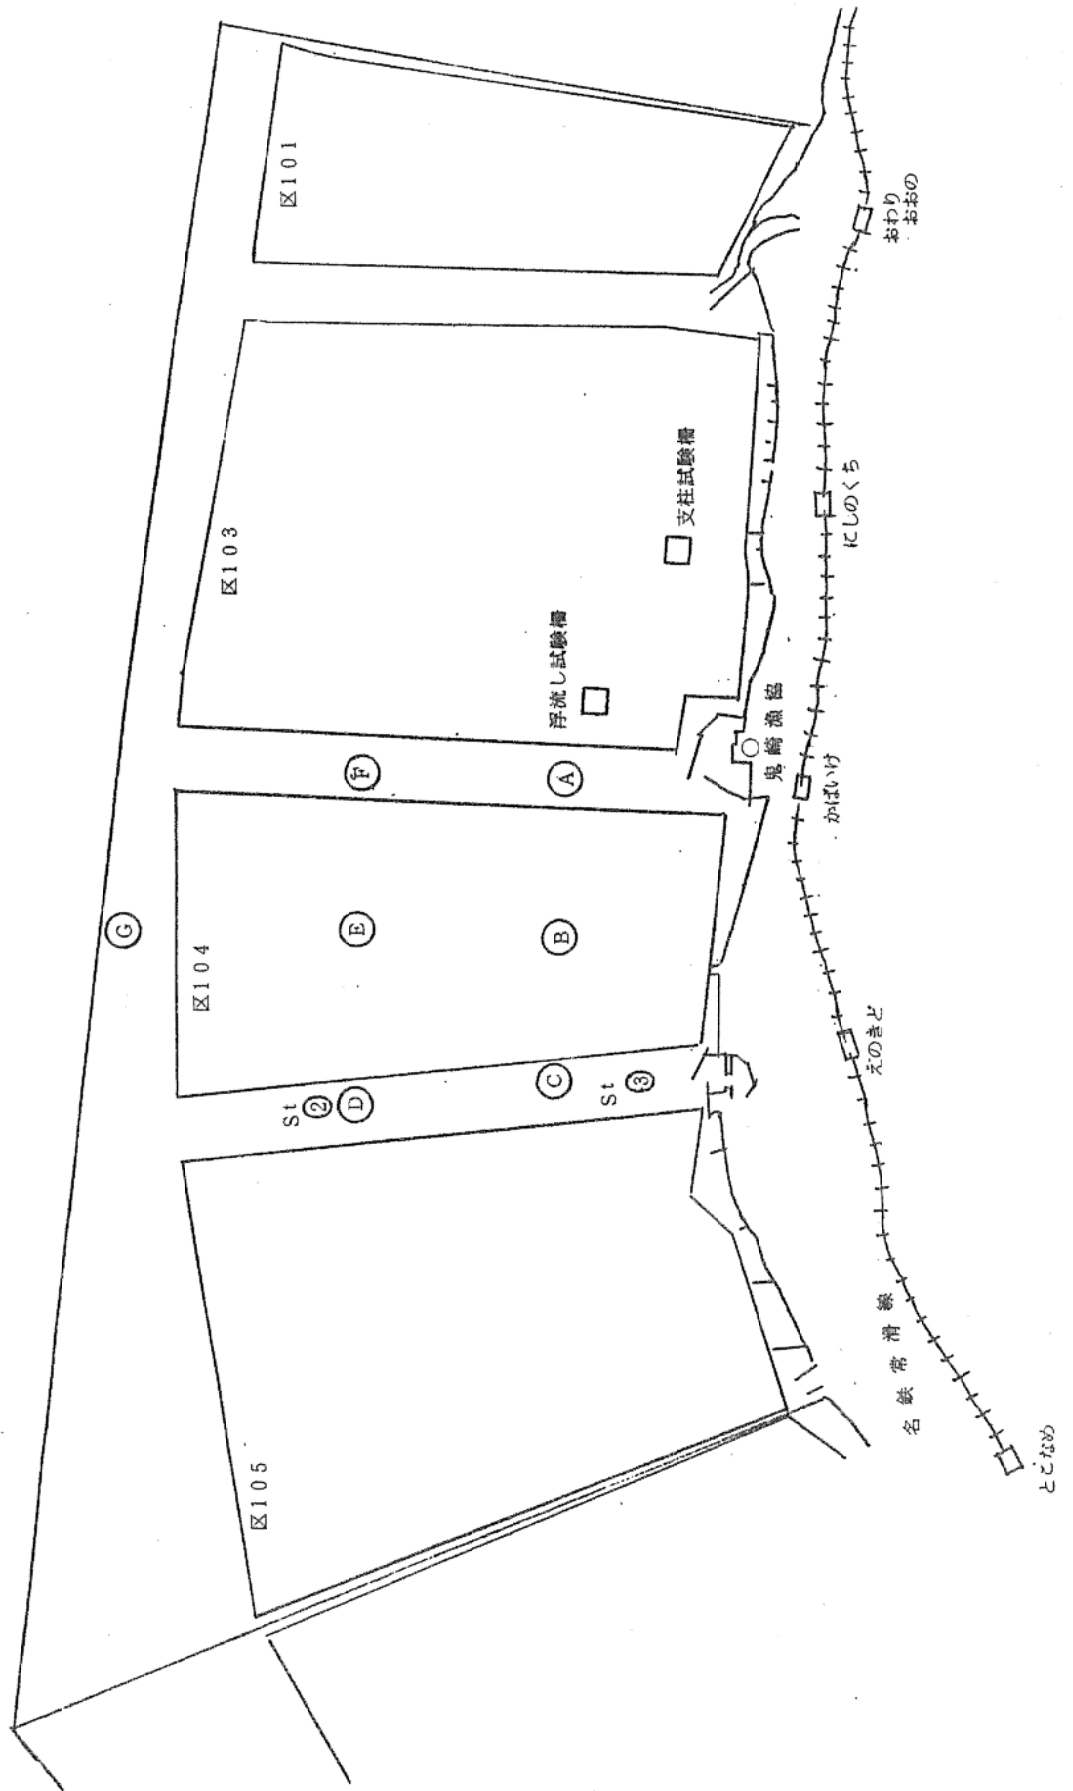 区105
区104
区103
区101
G
F
E
D
St
②
A
B
C
St
③
浮流し試験柵
支柱試験柵
鬼崎漁協
名鉄常滑線
とこなめ
えのきど
かばいけ
にしのくち
おわり
おおの